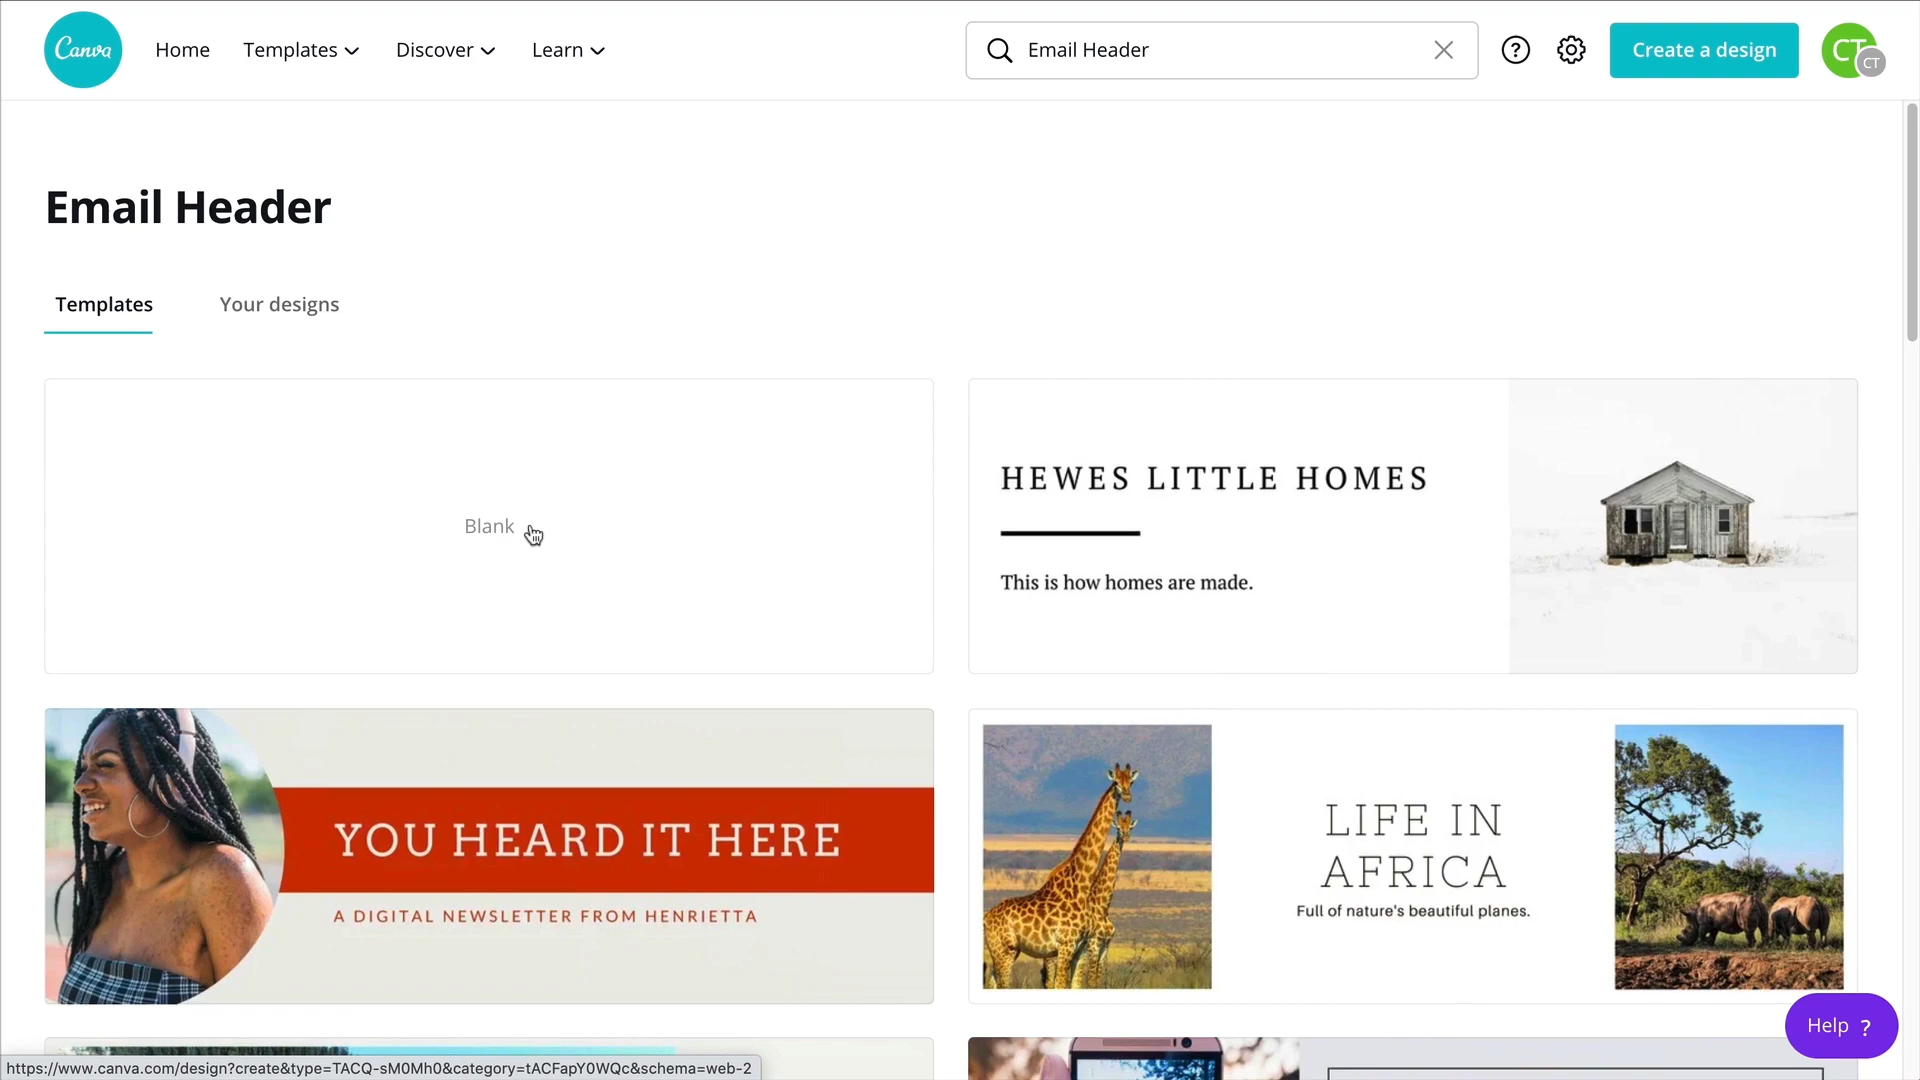 Canva
Home
Templates
Discover
Learn
Email Header
?
Create a design
CT
CT
Email Header
Templates
Your designs
Blank
HEWES LITTLE HOMES
This is how homes are made.
YOU HEARD IT HERE
A DIGITAL NEWSLETTER FROM HENRIETTA
LIFE IN
AFRICA
Full of nature's beautiful planes.
Help ?
https://www.canva.com/design?create&type=TACQ-sM0Mh0&category=tACFapY0WQc&schema=web-2